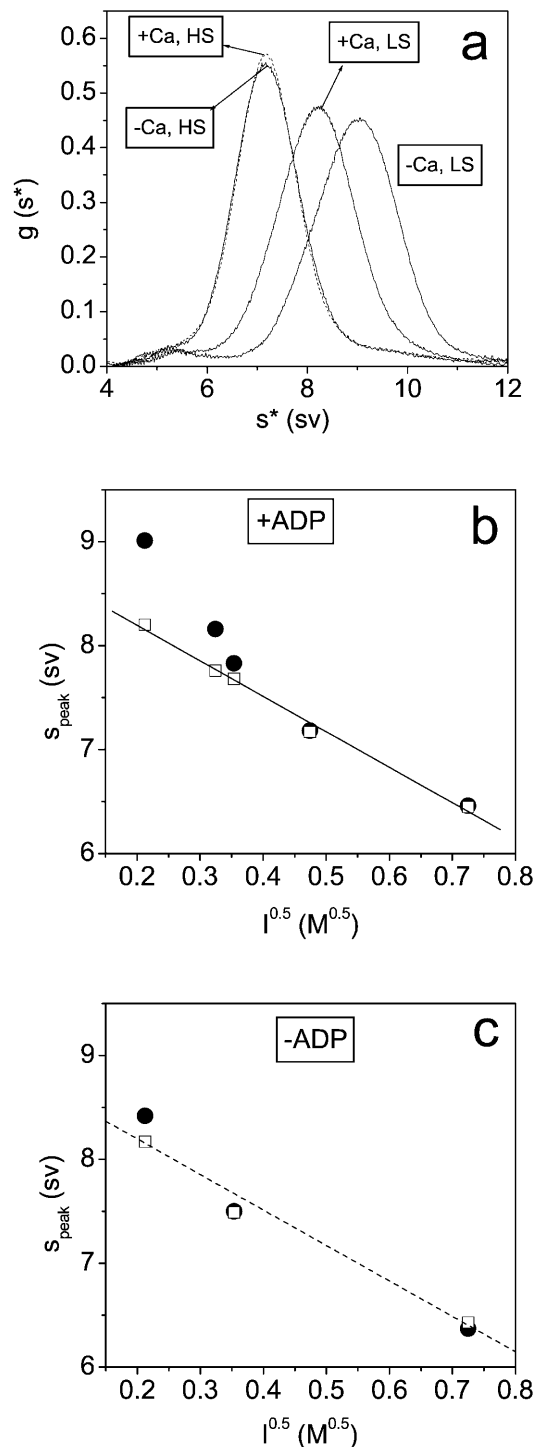 a
+Ca, HS
+Ca, LS
-Ca, HS
-Ca, LS
g (s*)
0.6
0.5
0.4
0.3
0.2
0.1
0.0
4 6 8 10 12
s* (sv)
b
+ADP
s_peak (sv)
9
8
7
6
0.2 0.3 0.4 0.5 0.6 0.7 0.8
I^0.5 (M^0.5)
c
-ADP
s_peak (sv)
9
8
7
6
0.2 0.3 0.4 0.5 0.6 0.7 0.8
I^0.5 (M^0.5)